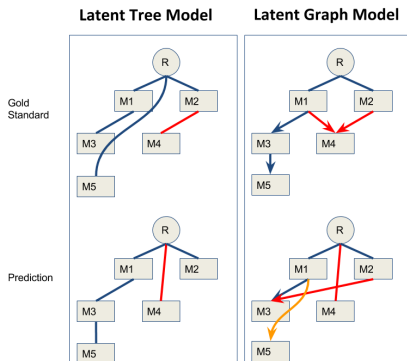 Latent Tree Model
Latent Graph Model
Gold
Standard
R
M1
M2
M3
M4
M5
R
M1
M2
M3
M4
M5
Prediction
R
M1
M2
M3
M4
M5
R
M1
M2
M3
M4
M5